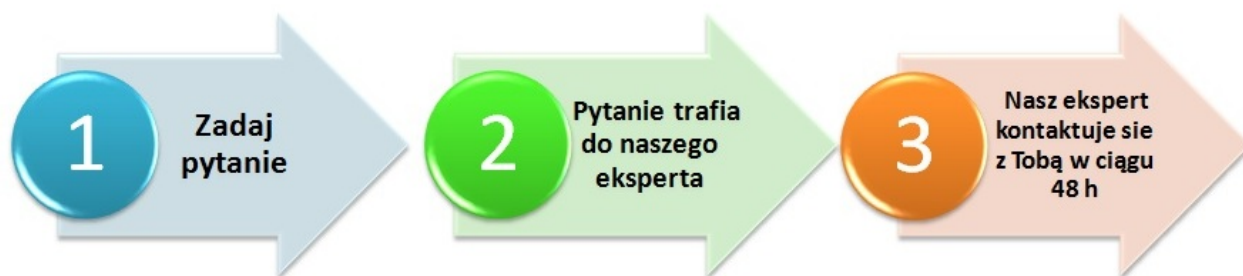 1
Zadaj
pytanie
2
Pytanie trafia
do naszego
eksperta
3
Nasz ekspert
kontaktuje sie
z Tobą w ciągu
48 h